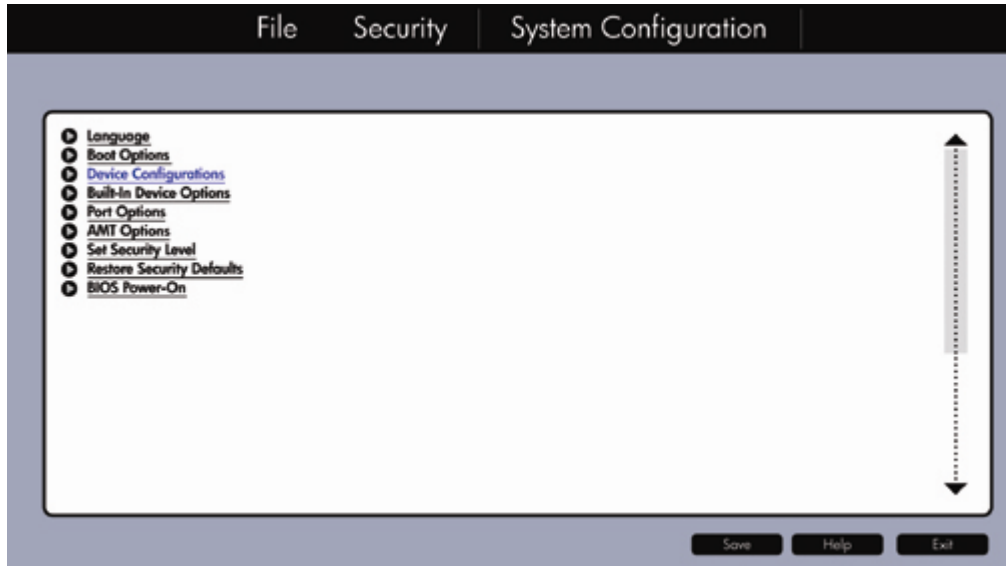 File Security System Configuration
Language
Boot Options
Device Configurations
Built-In Device Options
Port Options
AMT Options
Set Security Level
Restore Security Defaults
BIOS Power-On
Save Help Exit